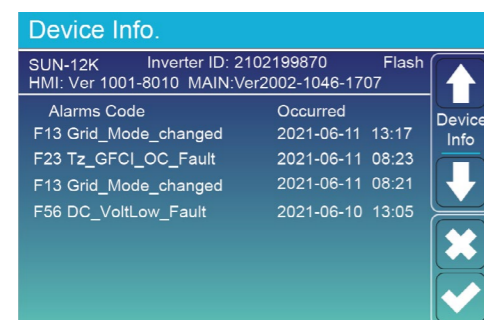 Device Info.
SUN-12K Inverter ID: 2102199870 Flash
HMI: Ver 1001-8010 MAIN:Ver2002-1046-1707
Alarms Code Occurred
F13 Grid_Mode_changed 2021-06-11 13:17
F23 Tz_GFCI_OC_Fault 2021-06-11 08:23
F13 Grid_Mode_changed 2021-06-11 08:21
F56 DC_VoltLow_Fault 2021-06-10 13:05
Device
Info